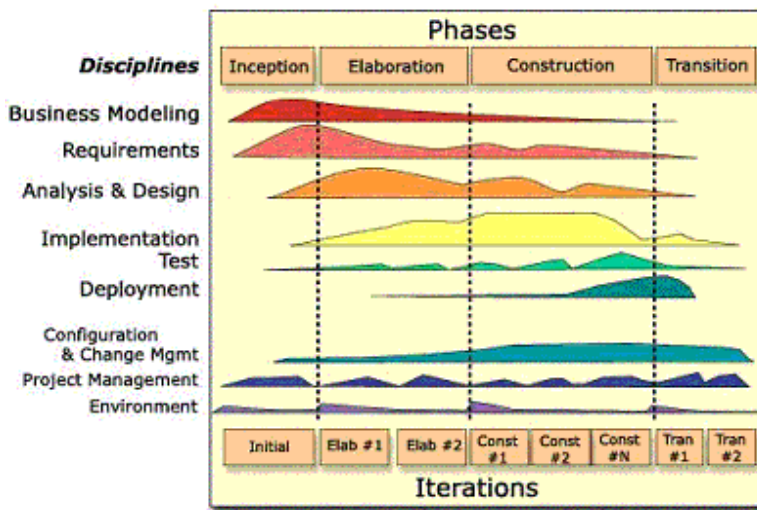 Phases
Disciplines
Inception
Elaboration
Construction
Transition
Business Modeling
Requirements
Analysis & Design
Implementation
Test
Deployment
Configuration
& Change Mgmt
Project Management
Environment
Initial
Elab #1
Elab #2
Const
#1
Const
#2
Const
#N
Tran
#1
Tran
#2
Iterations